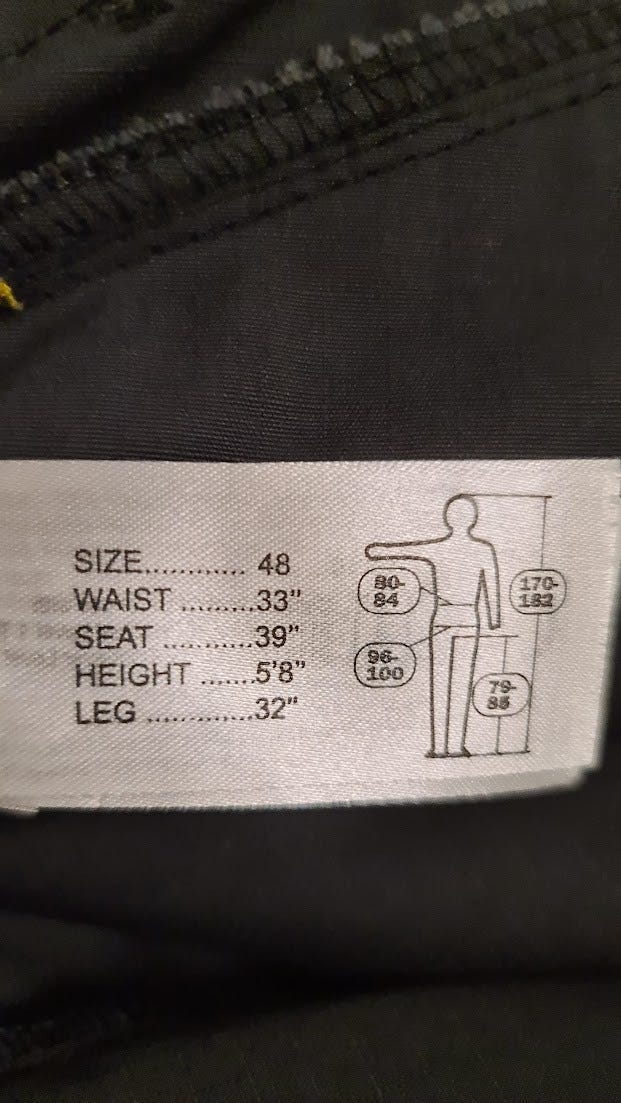 SIZE............ 48
WAIST .........33"
SEAT ...........39"
HEIGHT ......5'8"
LEG .............32"
80-
84
96-
100
170-
182
79-
85